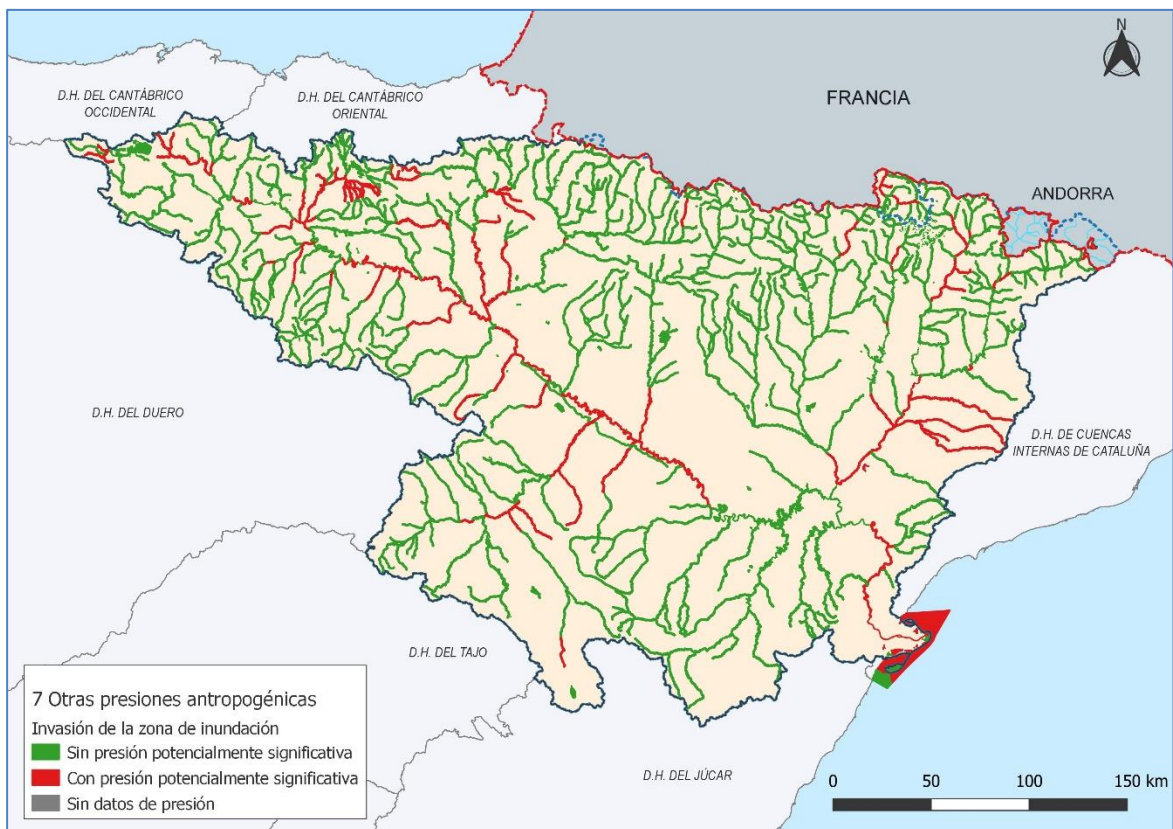 N
D.H. DEL CANTÁBRICO
OCCIDENTAL
D.H. DEL CANTÁBRICO
ORIENTAL
FRANCIA
ANDORRA
D.H. DEL DUERO
D.H. DE CUENCAS
INTERNAS DE CATALUÑA
D.H. DEL TAJO
D.H. DEL JÚCAR
7 Otras presiones antropogénicas
Invasión de la zona de inundación
Sin presión potencialmente significativa
Con presión potencialmente significativa
Sin datos de presión
0 50 100 150 km